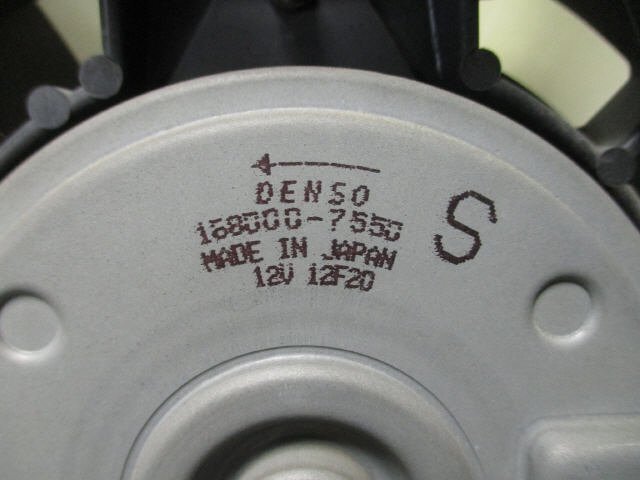 DENSO
168000-7550
MADE IN JAPAN
12V 12F20
S